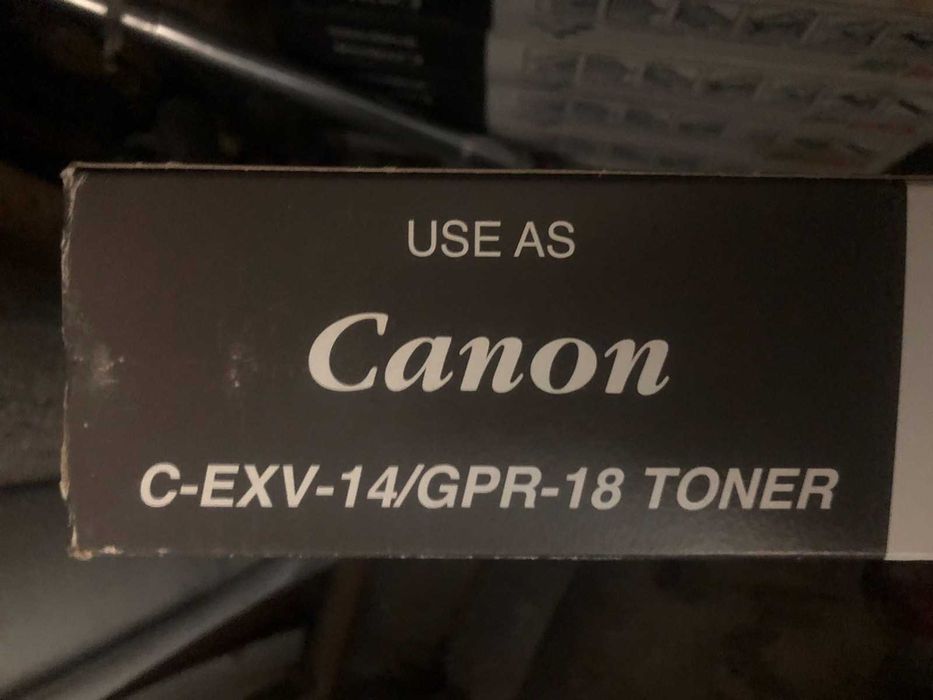 USE AS
Canon
C-EXV-14/GPR-18 TONER